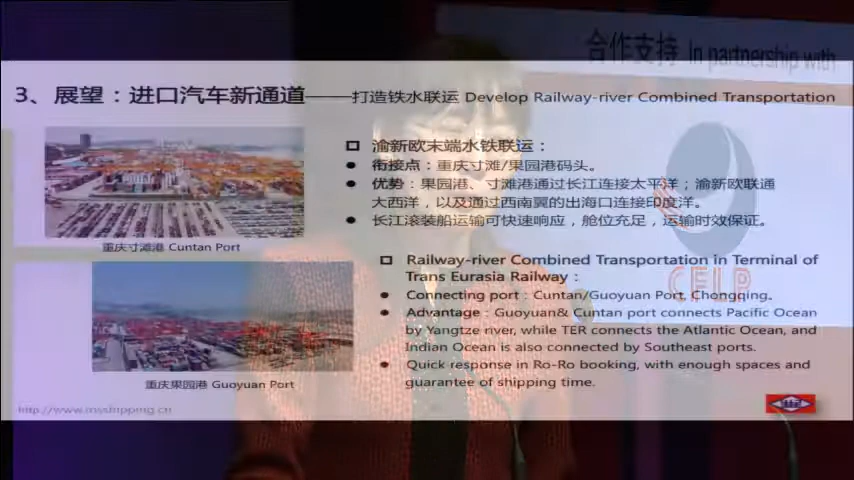 合作支持 In partnership with
3、展望：进口汽车新通道——打造铁水联运 Develop Railway-river Combined Transportation
渝新欧末端水铁联运：
衔接点：重庆寸滩/果园港码头。
优势：果园港、寸滩港通过长江连接太平洋；渝新欧联通
大西洋，以及通过西南翼的出海口连接印度洋。
长江滚装船运输可快速响应，舱位充足，运输时效保证。
重庆寸滩港 Cuntan Port
Railway-river Combined Transportation in Terminal of
Trans Eurasia Railway：
Connecting port：Cuntan/Guoyuan Port, Chongqing。
Advantage：Guoyuan& Cuntan port connects Pacific Ocean
by Yangtze river, while TER connects the Atlantic Ocean, and
Indian Ocean is also connected by Southeast ports.
Quick response in Ro-Ro booking, with enough spaces and
guarantee of shipping time.
重庆果园港 Guoyuan Port
CFLP